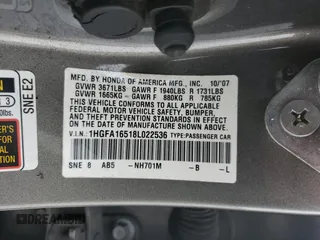 MFD. BY HONDA OF AMERICA MFG., INC. 10/07
GVWR 3671LBS GAWR F 1940LBS R 1731LBS
GVWR 1665KG GAWR F 880KG R 785KG
THIS VEHICLE CONFORMS TO ALL APPLICABLE
FEDERAL MOTOR VEHICLE SAFETY, BUMPER,
AND THEFT PREVENTION STANDARDS IN EFFECT ON
THE DATE OF MANUFACTURE SHOWN ABOVE.
V.I.N.: 1HGFA16518L022536 TYPE:PASSENGER CAR
SNE 8 AB5 -NH701M -B -L
SNE E2
3